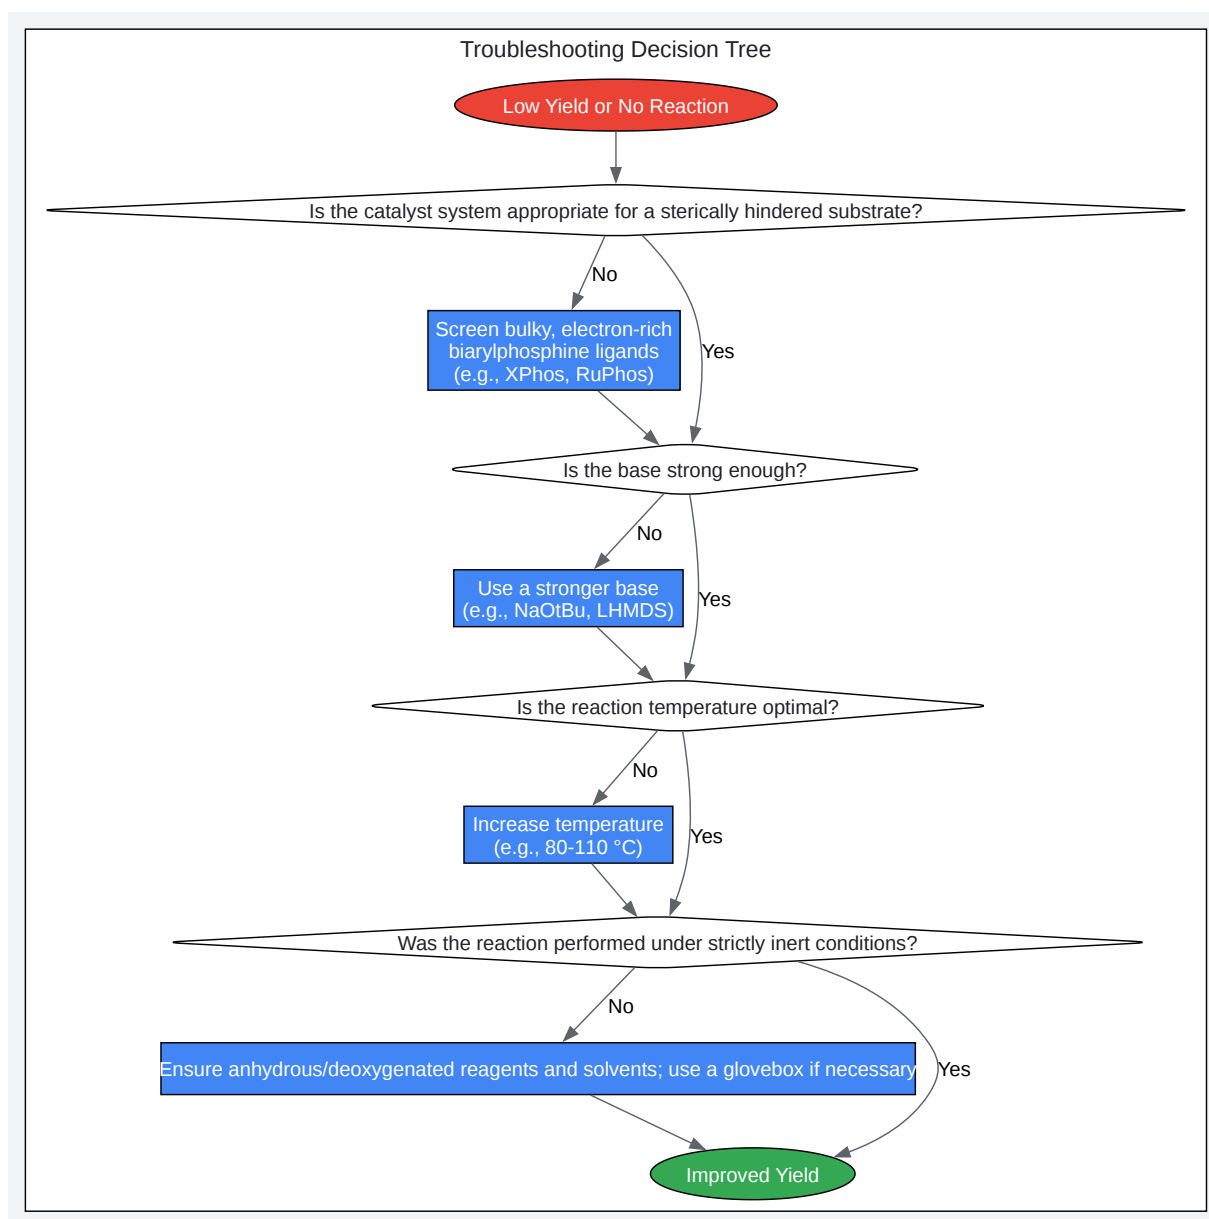 Troubleshooting Decision Tree
Low Yield or No Reaction
Is the catalyst system appropriate for a sterically hindered substrate?
No
Screen bulky, electron-rich
biarylphosphine ligands
(e.g., XPhos, RuPhos)
Yes
Is the base strong enough?
No
Use a stronger base
(e.g., NaOtBu, LHMDS)
Yes
Is the reaction temperature optimal?
No
Increase temperature
(e.g., 80-110 °C)
Yes
Was the reaction performed under strictly inert conditions?
No
Ensure anhydrous/deoxygenated reagents and solvents; use a glovebox if necessary
Yes
Improved Yield